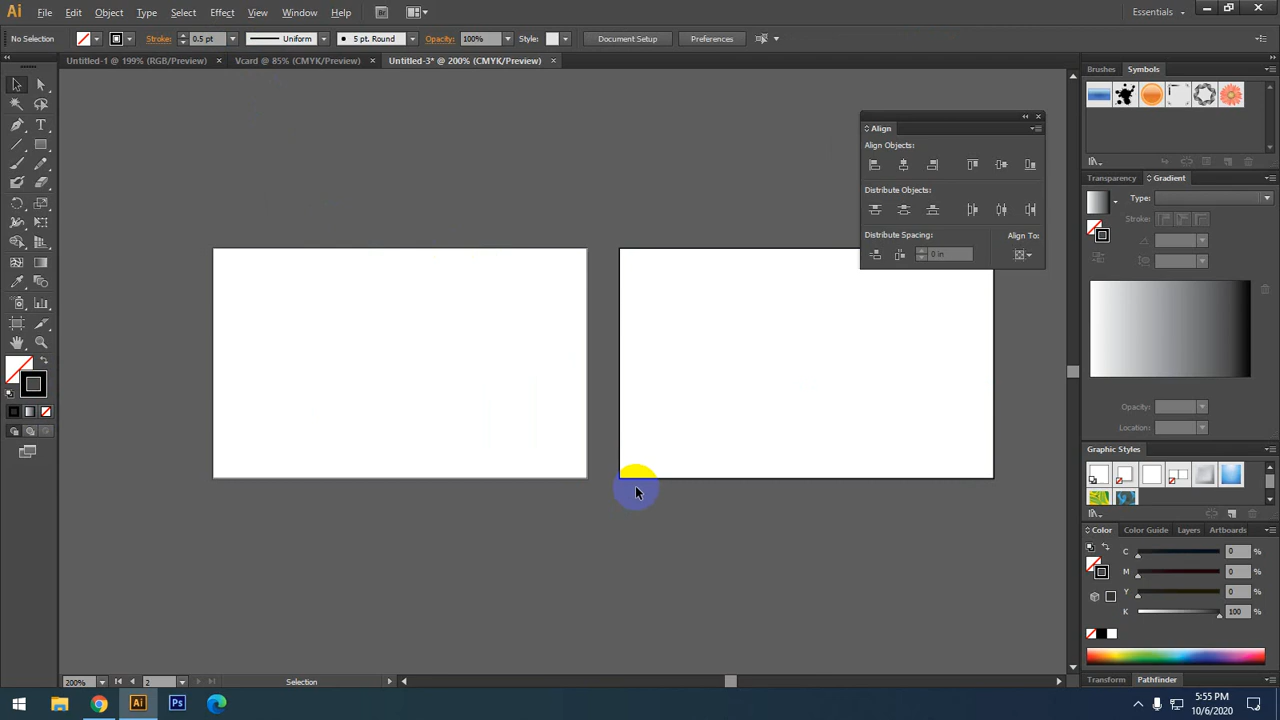 Ai File Edit Object Type Select Effect View Window Help Br Essentials
No Selection Stroke: 0.5 pt Uniform 5 pt. Round Opacity: 100% Style: Document Setup Preferences
Untitled-1 @ 199% (RGB/Preview) × Vcard @ 85% (CMYK/Preview) × Untitled-3* @ 200% (CMYK/Preview) ×
Brushes Symbols
Align
Align Objects:
Distribute Objects:
Distribute Spacing: Align To:
0 in
Transparency Gradient
Type:
Stroke:
Opacity:
Location:
Graphic Styles
Color Color Guide Layers Artboards
C 0 %
M 0 %
Y 0 %
K 100 %
Transform Pathfinder
200% 2 Selection
Ai Ps
5:55 PM
10/6/2020